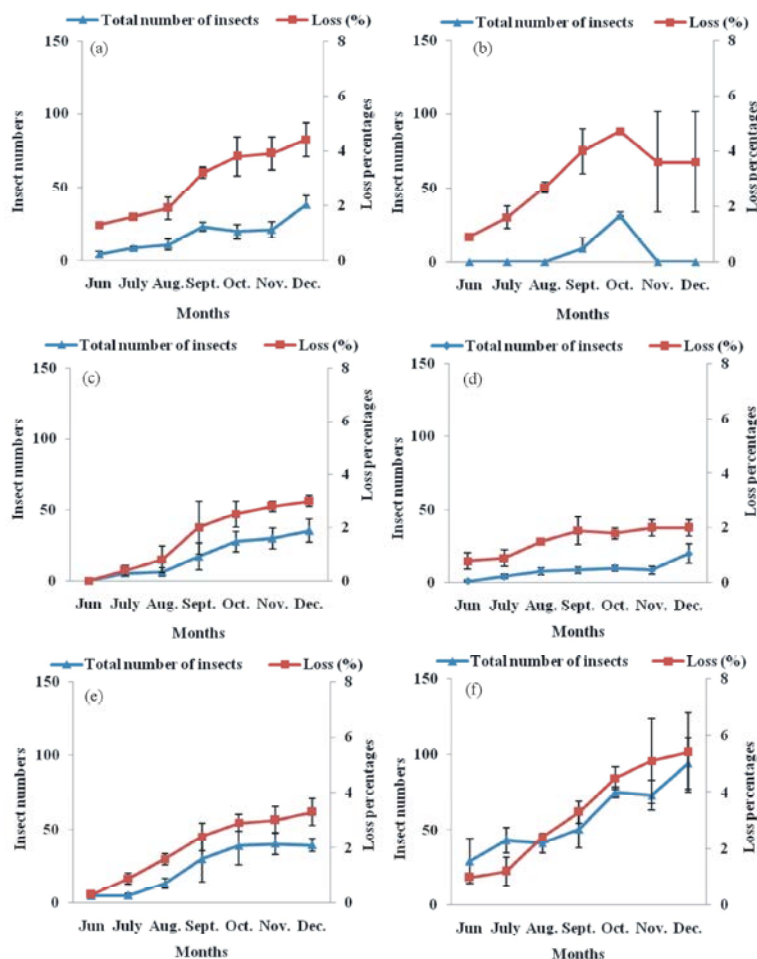 Total number of insects Loss (%)
Total number of insects Loss (%)
(a)
(b)
150
100
50
0
8
6
4
2
0
150
100
50
0
8
6
4
2
0
Insect numbers
Loss percentages
Insect numbers
Loss percentages
Jun July Aug. Sept. Oct. Nov. Dec.
Jun July Aug. Sept. Oct. Nov. Dec.
Months
Months
Total number of insects Loss (%)
Total number of insects Loss (%)
(c)
(d)
150
100
50
0
8
6
4
2
0
150
100
50
0
8
6
4
2
0
Insect numbers
Loss percentages
Insect numbers
Loss percentages
Jun July Aug. Sept. Oct. Nov. Dec.
Jun July Aug. Sept. Oct. Nov. Dec.
Months
Months
Total number of insects Loss (%)
Total number of insects Loss (%)
(e)
(f)
150
100
50
0
8
6
4
2
0
150
100
50
0
8
6
4
2
0
Insect numbers
Loss percentages
Insect numbers
Loss percentages
Jun July Aug. Sept. Oct. Nov. Dec.
Jun July Aug. Sept. Oct. Nov. Dec.
Months
Months